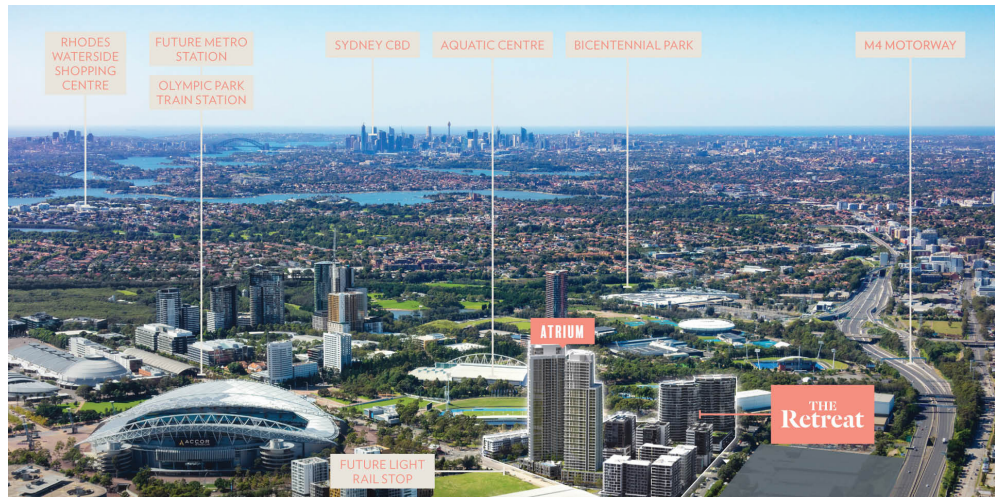 RHODES
WATERSIDE
SHOPPING
CENTRE
FUTURE METRO
STATION
OLYMPIC PARK
TRAIN STATION
SYDNEY CBD
AQUATIC CENTRE
BICENTENNIAL PARK
M4 MOTORWAY
ATRIUM
THE
Retreat
ACCOR
FUTURE LIGHT
RAIL STOP